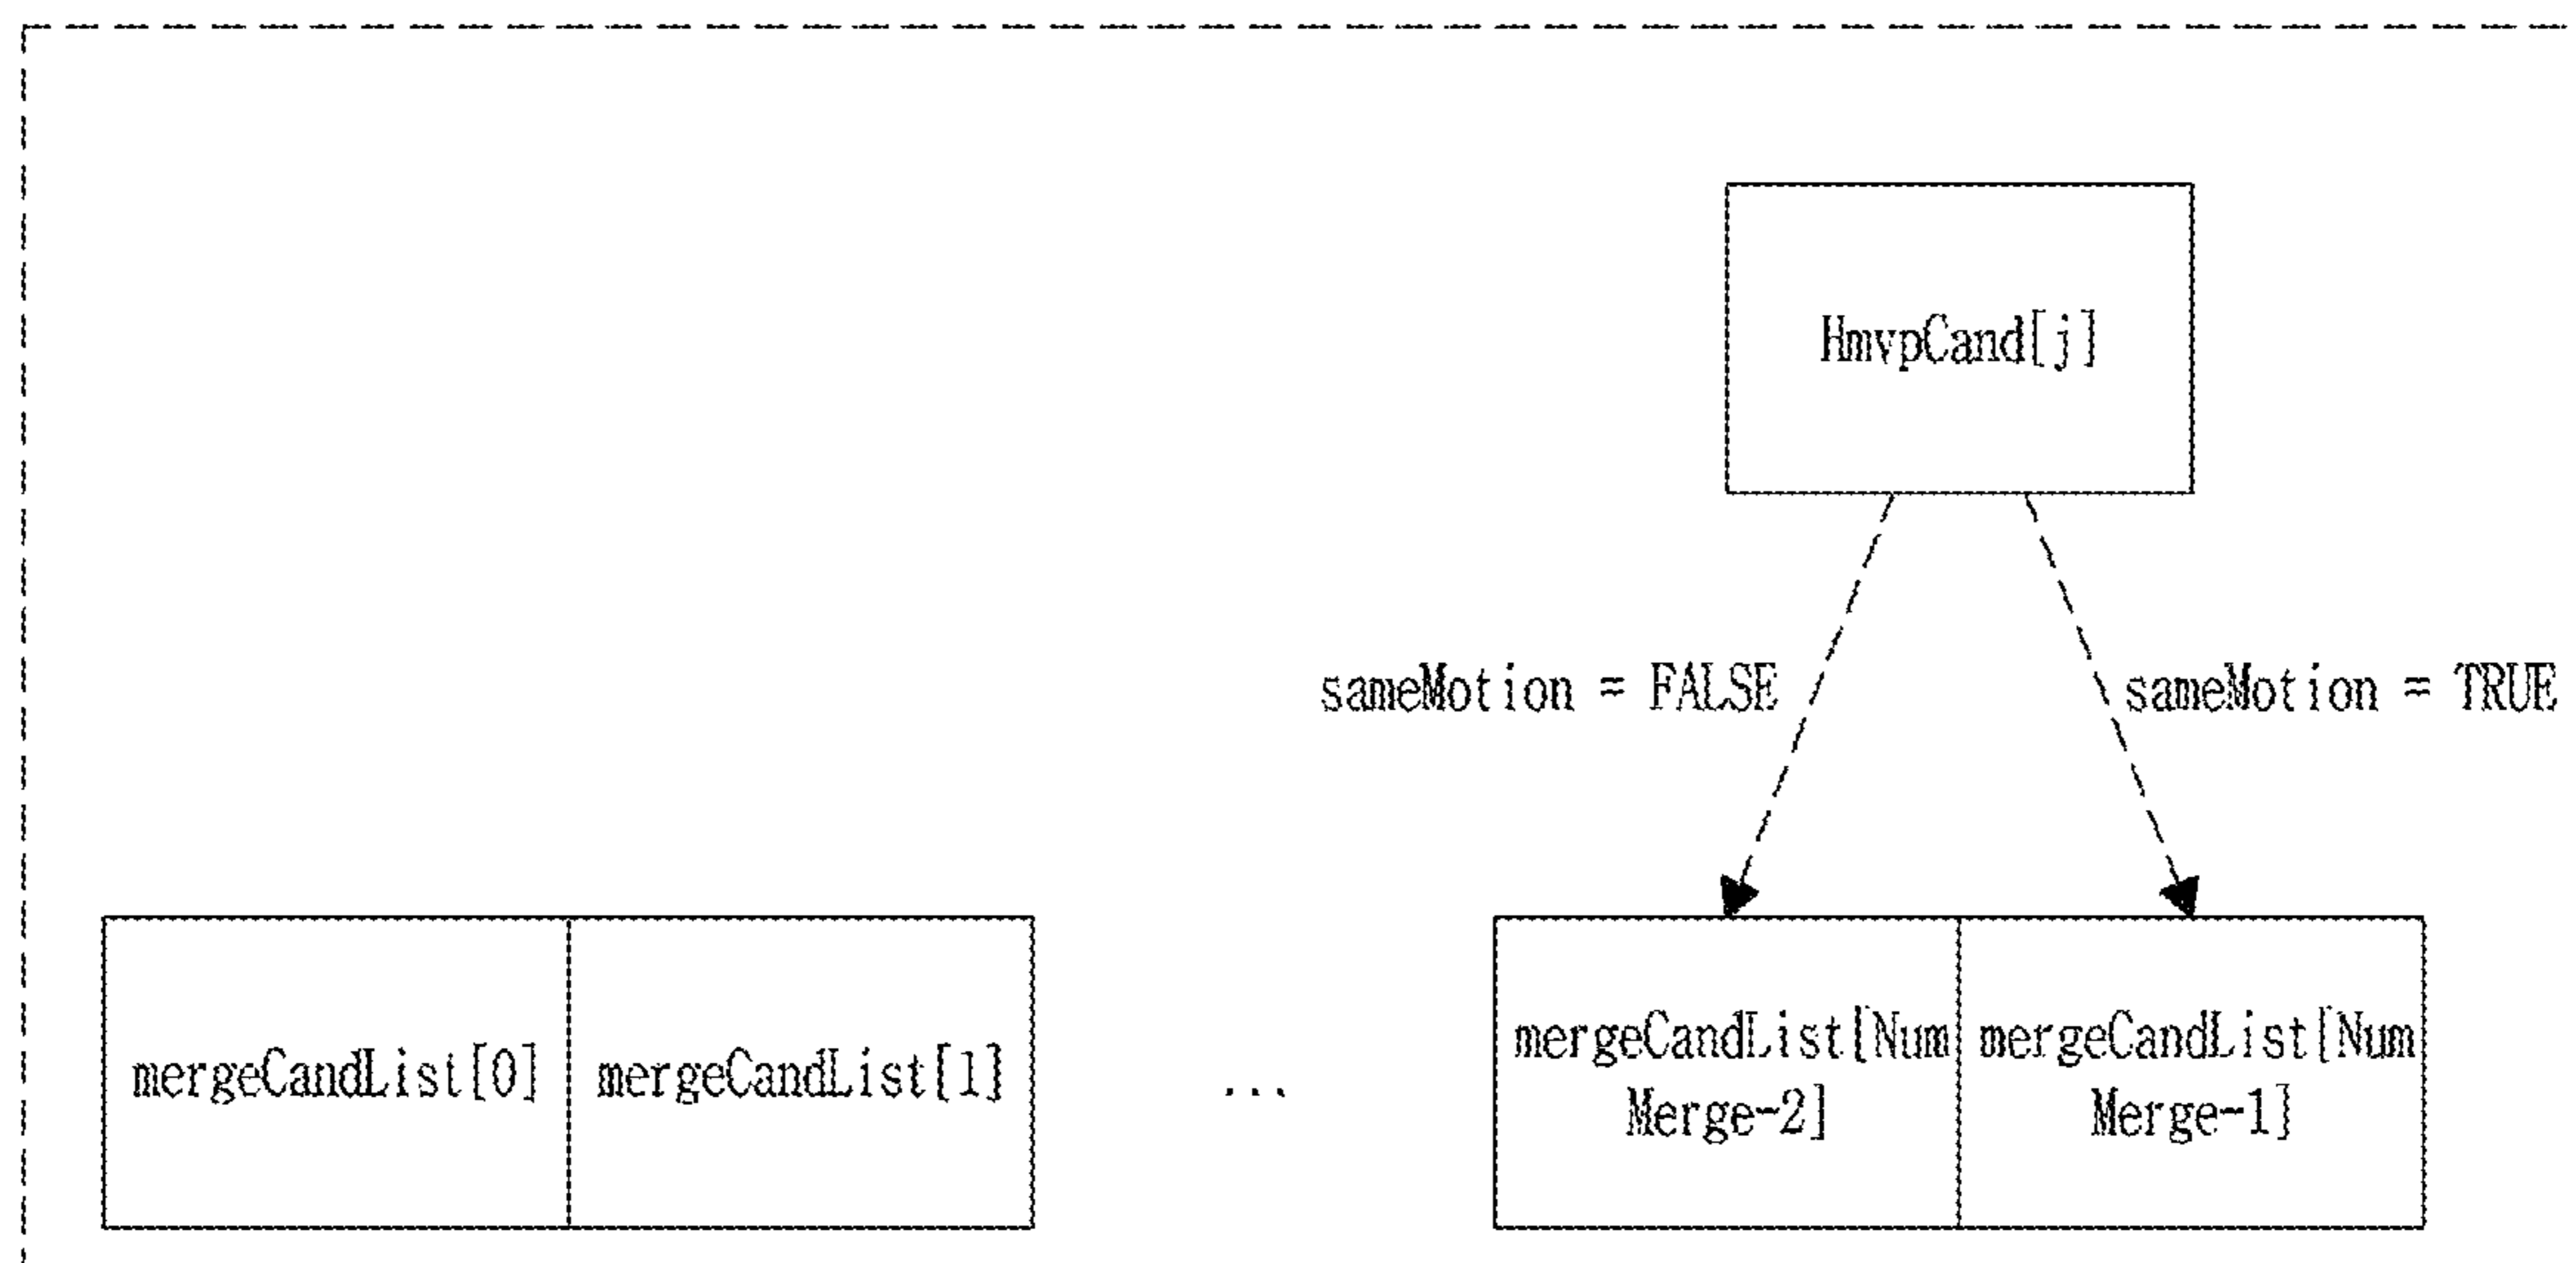 HmvpCand[j]
sameMotion = FALSE
sameMotion = TRUE
mergeCandList[0]
mergeCandList[1]
...
mergeCandList[Num
Merge-2]
mergeCandList[Num
Merge-1]